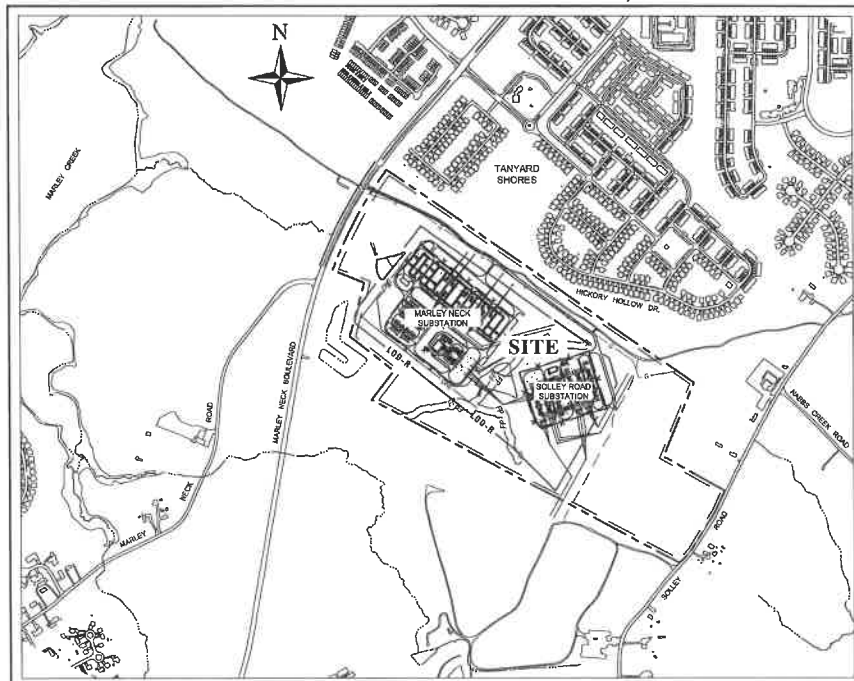 N
MARLEY CREEK
TANYARD
SHORES
HICKORY HOLLOW DR.
MARLEY NECK
SUBSTATION
SITE
SOLLEY ROAD
SUBSTATION
LOD-R
LOD-R
MARLEY NECK BOULEVARD
NABBS CREEK ROAD
MARLEY NECK ROAD
SOLLEY ROAD